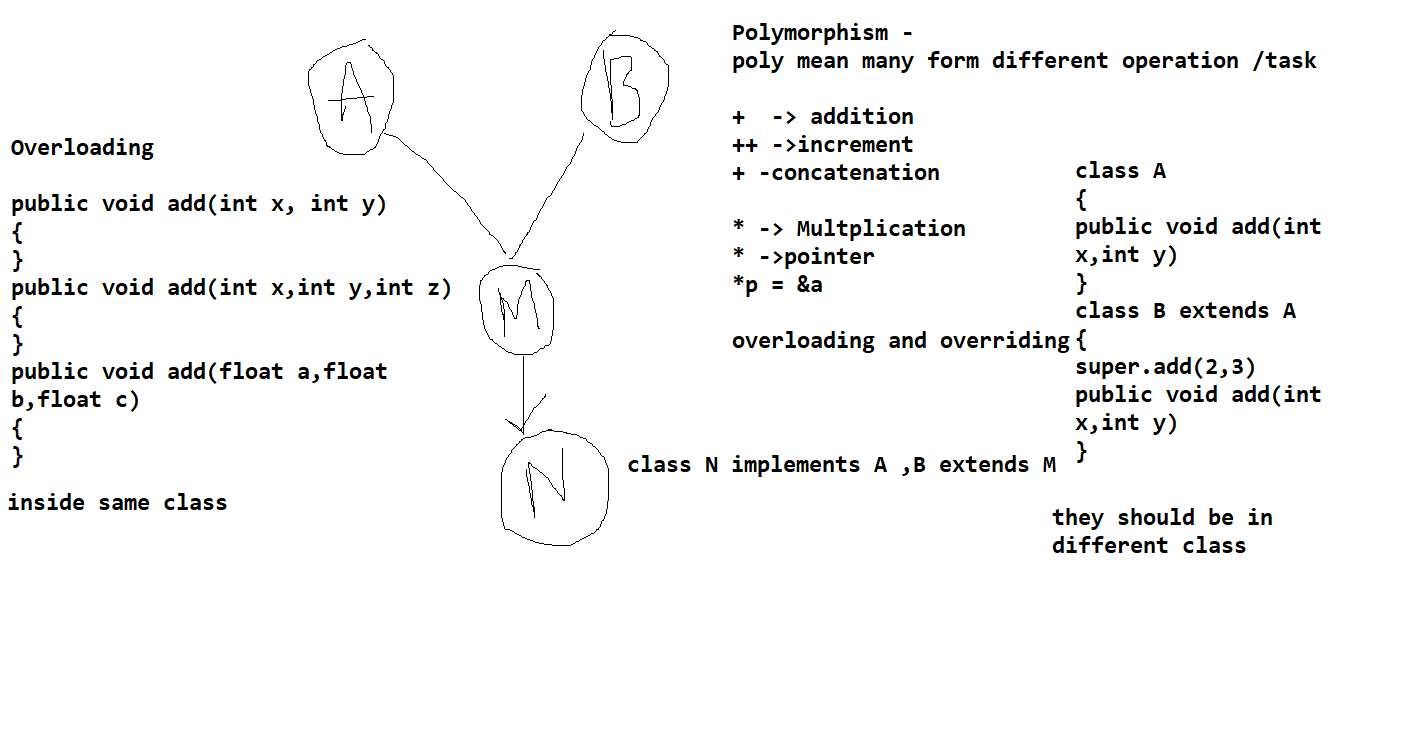 Overloading
public void add(int x, int y)
{
}
public void add(int x,int y,int z)
{
}
public void add(float a,float
b,float c)
{
}
inside same class
A
B
M
N
class N implements A ,B extends M
Polymorphism -
poly mean many form different operation /task
+  -> addition
++ ->increment
+ -concatenation
* -> Multplication
* ->pointer
*p = &a
overloading and overriding
class A
{
public void add(int
x,int y)
}
class B extends A
{
super.add(2,3)
public void add(int
x,int y)
}
they should be in
different class